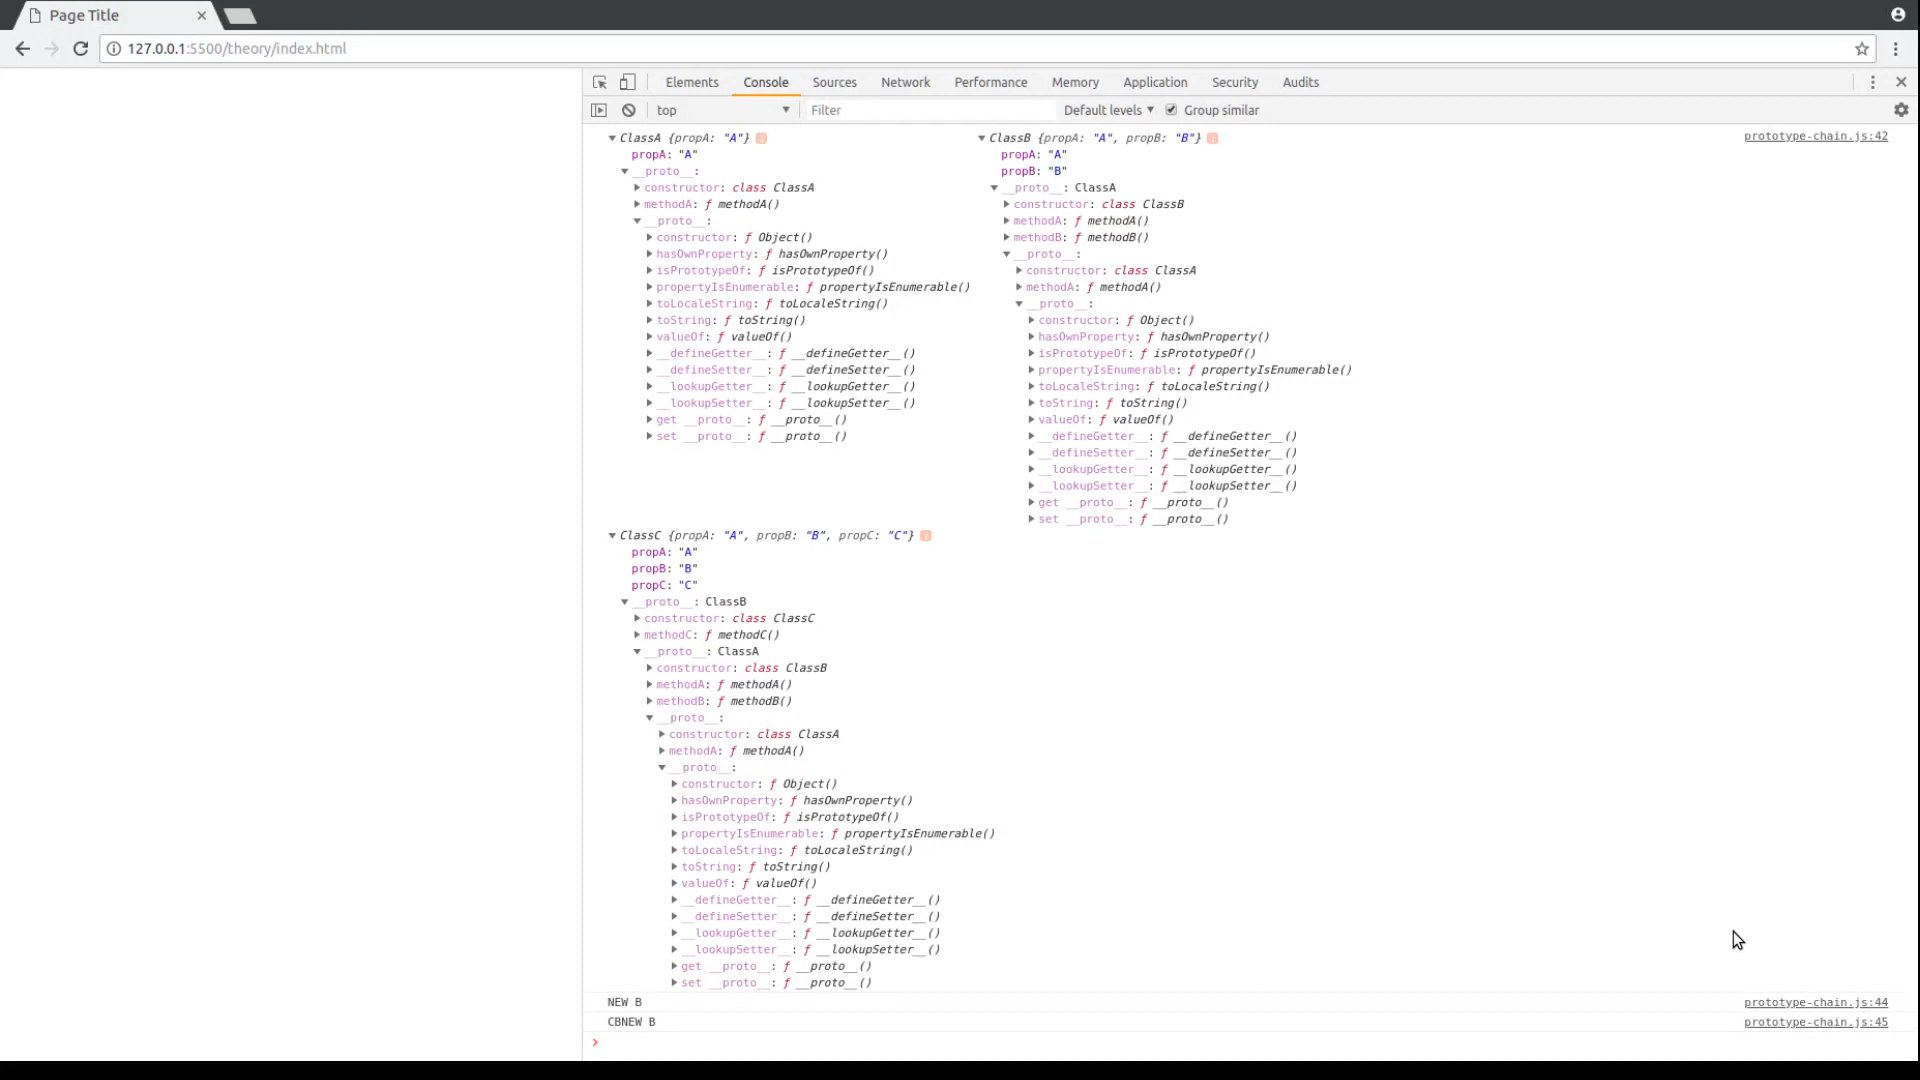 Page Title
127.0.0.1:5500/theory/index.html
Elements Console Sources Network Performance Memory Application Security Audits
top Filter Default levels Group similar
prototype-chain.js:42
ClassA {propA: "A"}
propA: "A"
__proto__:
constructor: class ClassA
methodA: ƒ methodA()
__proto__:
constructor: ƒ Object()
hasOwnProperty: ƒ hasOwnProperty()
isPrototypeOf: ƒ isPrototypeOf()
propertyIsEnumerable: ƒ propertyIsEnumerable()
toLocaleString: ƒ toLocaleString()
toString: ƒ toString()
valueOf: ƒ valueOf()
__defineGetter__: ƒ __defineGetter__()
__defineSetter__: ƒ __defineSetter__()
__lookupGetter__: ƒ __lookupGetter__()
__lookupSetter__: ƒ __lookupSetter__()
get __proto__: ƒ __proto__()
set __proto__: ƒ __proto__()
ClassB {propA: "A", propB: "B"}
propA: "A"
propB: "B"
__proto__: ClassA
constructor: class ClassB
methodA: ƒ methodA()
methodB: ƒ methodB()
__proto__:
constructor: class ClassA
methodA: ƒ methodA()
__proto__:
constructor: ƒ Object()
hasOwnProperty: ƒ hasOwnProperty()
isPrototypeOf: ƒ isPrototypeOf()
propertyIsEnumerable: ƒ propertyIsEnumerable()
toLocaleString: ƒ toLocaleString()
toString: ƒ toString()
valueOf: ƒ valueOf()
__defineGetter__: ƒ __defineGetter__()
__defineSetter__: ƒ __defineSetter__()
__lookupGetter__: ƒ __lookupGetter__()
__lookupSetter__: ƒ __lookupSetter__()
get __proto__: ƒ __proto__()
set __proto__: ƒ __proto__()
ClassC {propA: "A", propB: "B", propC: "C"}
propA: "A"
propB: "B"
propC: "C"
__proto__: ClassB
constructor: class ClassC
methodC: ƒ methodC()
__proto__: ClassA
constructor: class ClassB
methodA: ƒ methodA()
methodB: ƒ methodB()
__proto__:
constructor: class ClassA
methodA: ƒ methodA()
__proto__:
constructor: ƒ Object()
hasOwnProperty: ƒ hasOwnProperty()
isPrototypeOf: ƒ isPrototypeOf()
propertyIsEnumerable: ƒ propertyIsEnumerable()
toLocaleString: ƒ toLocaleString()
toString: ƒ toString()
valueOf: ƒ valueOf()
__defineGetter__: ƒ __defineGetter__()
__defineSetter__: ƒ __defineSetter__()
__lookupGetter__: ƒ __lookupGetter__()
__lookupSetter__: ƒ __lookupSetter__()
get __proto__: ƒ __proto__()
set __proto__: ƒ __proto__()
NEW B prototype-chain.js:44
CBNEW B prototype-chain.js:45